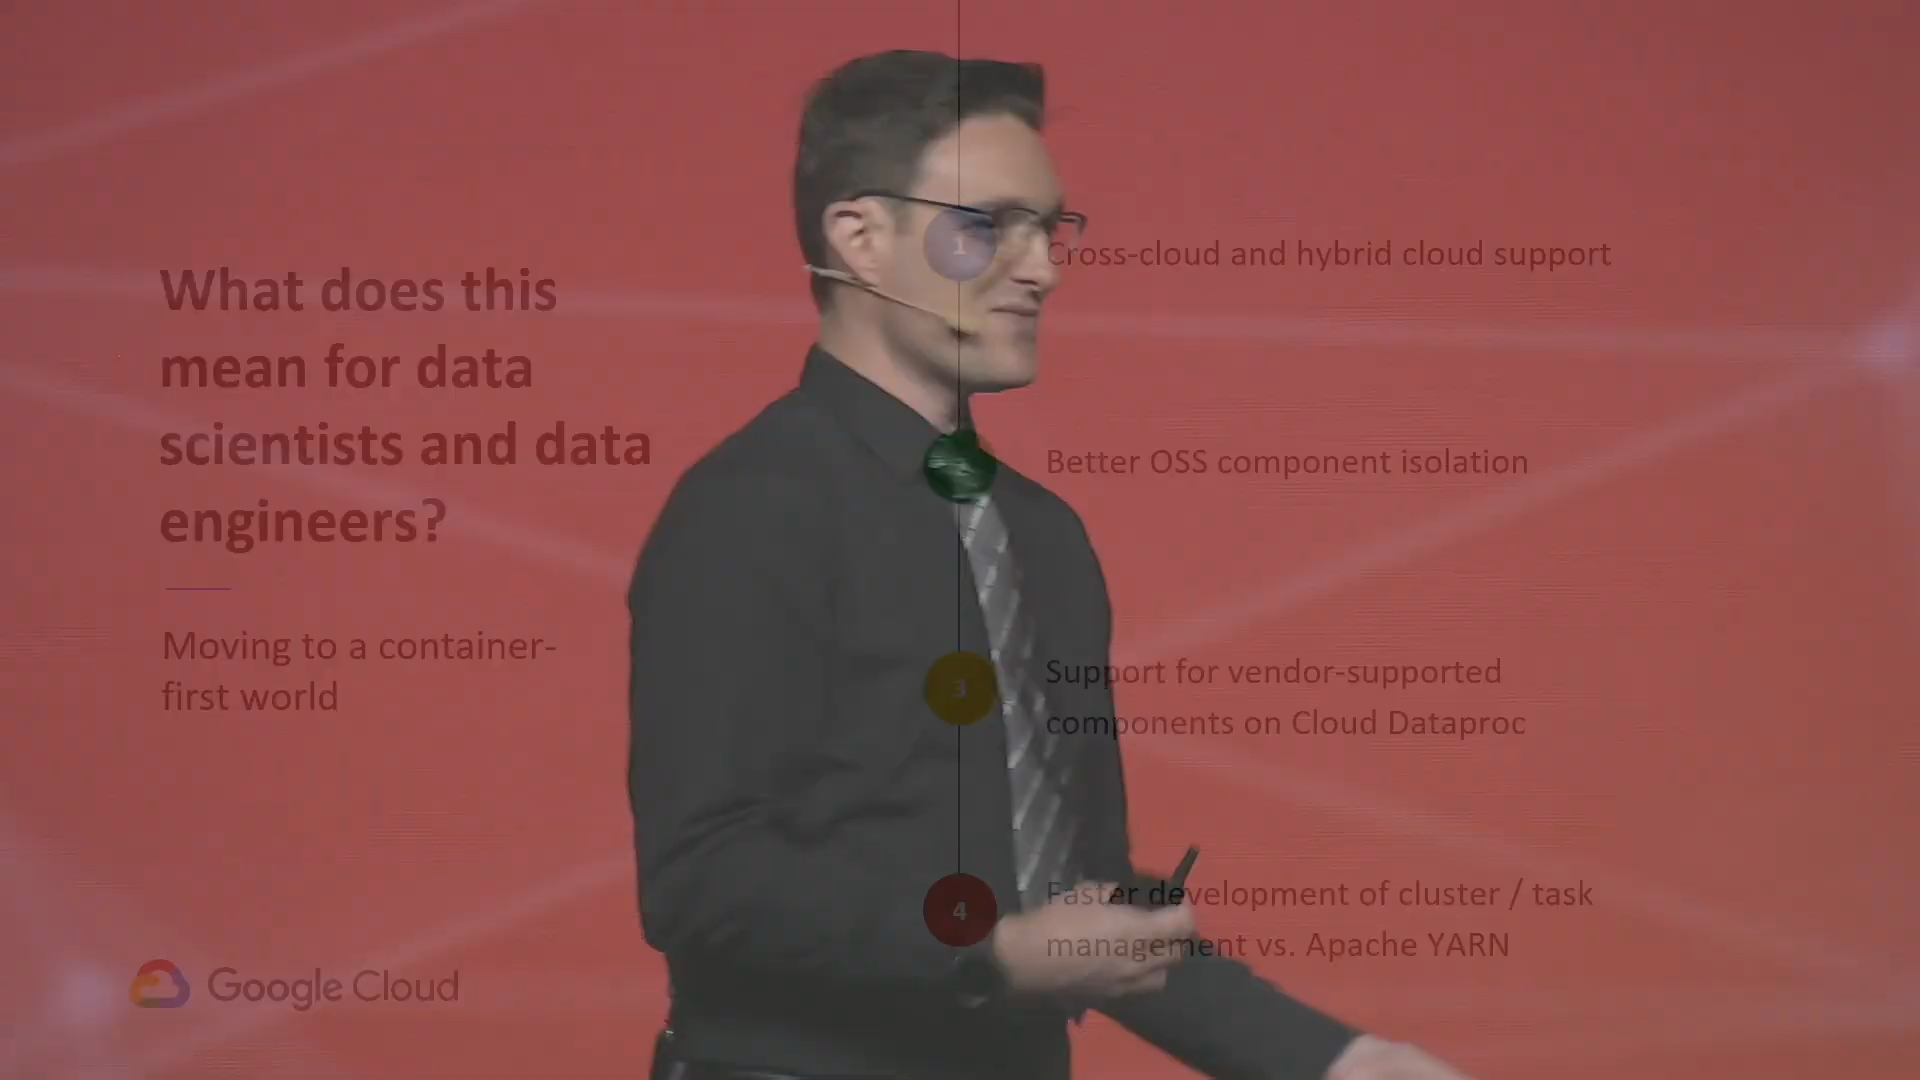 What does this
mean for data
scientists and data
engineers?
Moving to a container-
first world
1
Cross-cloud and hybrid cloud support
Better OSS component isolation
3
Support for vendor-supported
components on Cloud Dataproc
4
Faster development of cluster / task
management vs. Apache YARN
Google Cloud